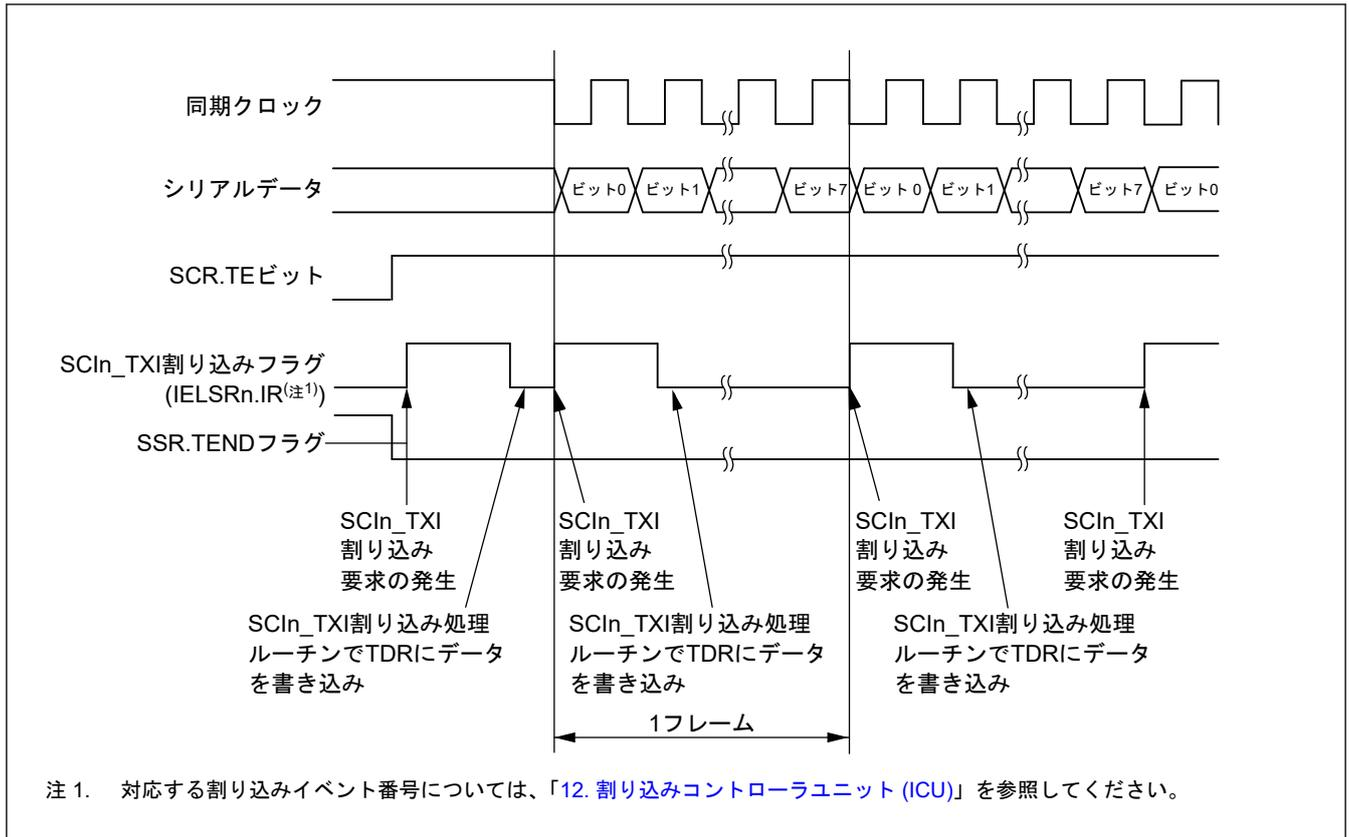 同期クロック
シリアルデータ
ビット0
ビット1
ビット7
ビット 0
ビット1
ビット7
ビット0
SCR.TEビット
SCIn_TXI割り込みフラグ
(IELSRn.IR(注1))
SSR.TENDフラグ
SCIn_TXI
割り込み
要求の発生
SCIn_TXI
割り込み
要求の発生
SCIn_TXI
割り込み
要求の発生
SCIn_TXI
割り込み
要求の発生
SCIn_TXI割り込み処理
ルーチンでTDRにデータ
を書き込み
SCIn_TXI割り込み処理
ルーチンでTDRにデータ
を書き込み
SCIn_TXI割り込み処理
ルーチンでTDRにデータ
を書き込み
1フレーム
注 1. 対応する割り込みイベント番号については、「12. 割り込みコントローラユニット (ICU)」を参照してください。